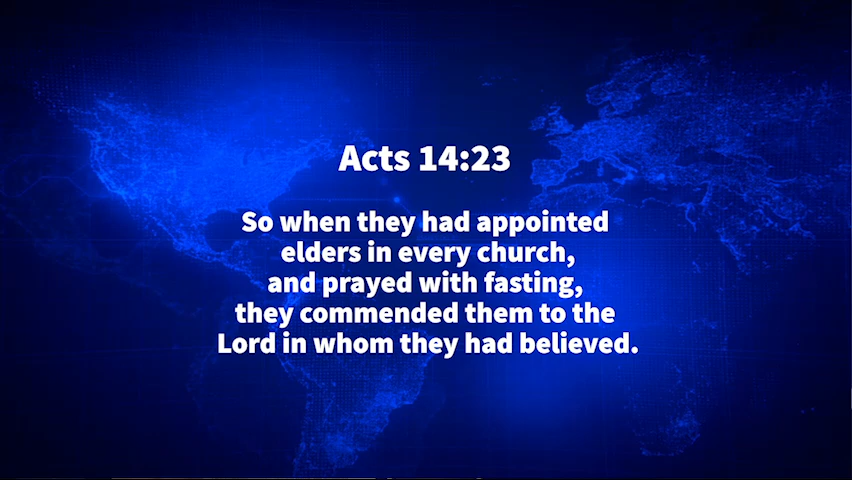 Acts 14:23
So when they had appointed
elders in every church,
and prayed with fasting,
they commended them to the
Lord in whom they had believed.